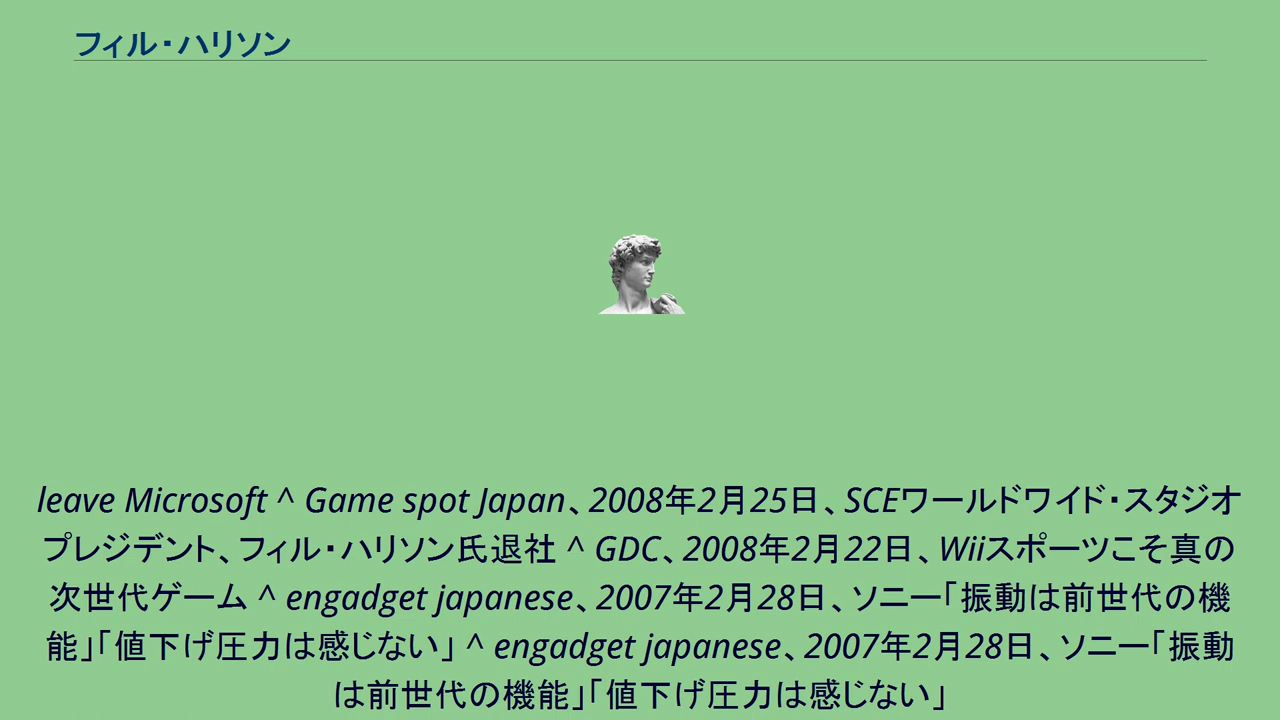 フィル・ハリソン
leave Microsoft ^ Game spot Japan、2008年2月25日、SCEワールドワイド・スタジオ
プレジデント、フィル・ハリソン氏退社 ^ GDC、2008年2月22日、Wiiスポーツこそ真の
次世代ゲーム ^ engadget japanese、2007年2月28日、ソニー「振動は前世代の機
能」「値下げ圧力は感じない」 ^ engadget japanese、2007年2月28日、ソニー「振動
は前世代の機能」「値下げ圧力は感じない」